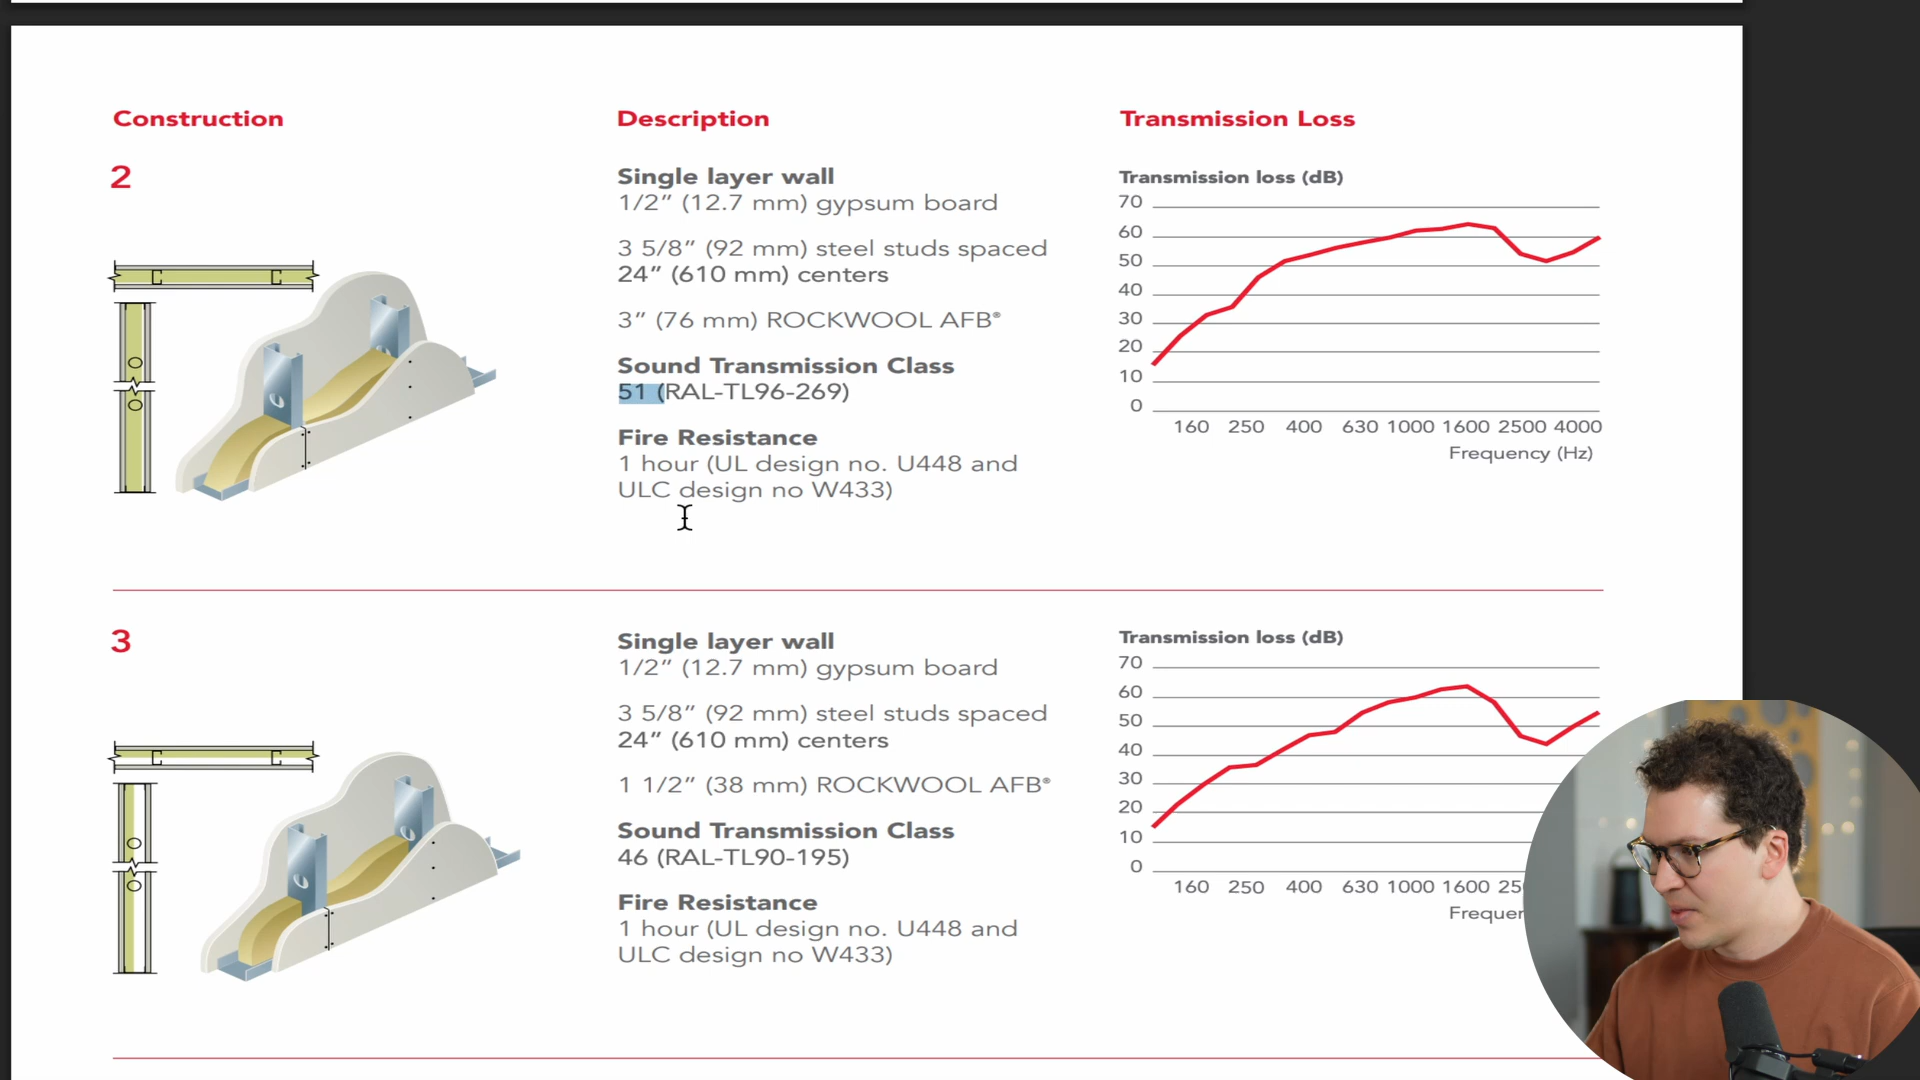 Construction
Description
Transmission Loss
2
Single layer wall
1/2” (12.7 mm) gypsum board
3 5/8” (92 mm) steel studs spaced
24” (610 mm) centers
3” (76 mm) ROCKWOOL AFB®
Sound Transmission Class
51 (RAL-TL96-269)
Fire Resistance
1 hour (UL design no. U448 and
ULC design no W433)
Transmission loss (dB)
70
60
50
40
30
20
10
0
160 250 400 630 1000 1600 2500 4000
Frequency (Hz)
3
Single layer wall
1/2” (12.7 mm) gypsum board
3 5/8” (92 mm) steel studs spaced
24” (610 mm) centers
1 1/2” (38 mm) ROCKWOOL AFB®
Sound Transmission Class
46 (RAL-TL90-195)
Fire Resistance
1 hour (UL design no. U448 and
ULC design no W433)
Transmission loss (dB)
70
60
50
40
30
20
10
0
160 250 400 630 1000 1600